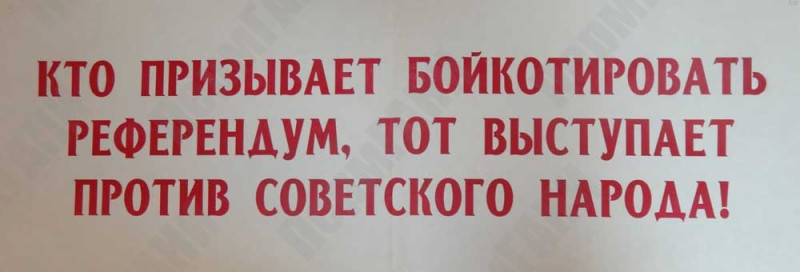 КТО ПРИЗЫВАЕТ БОЙКОТИРОВАТЬ
РЕФЕРЕНДУМ, ТОТ ВЫСТУПАЕТ
ПРОТИВ СОВЕТСКОГО НАРОДА!